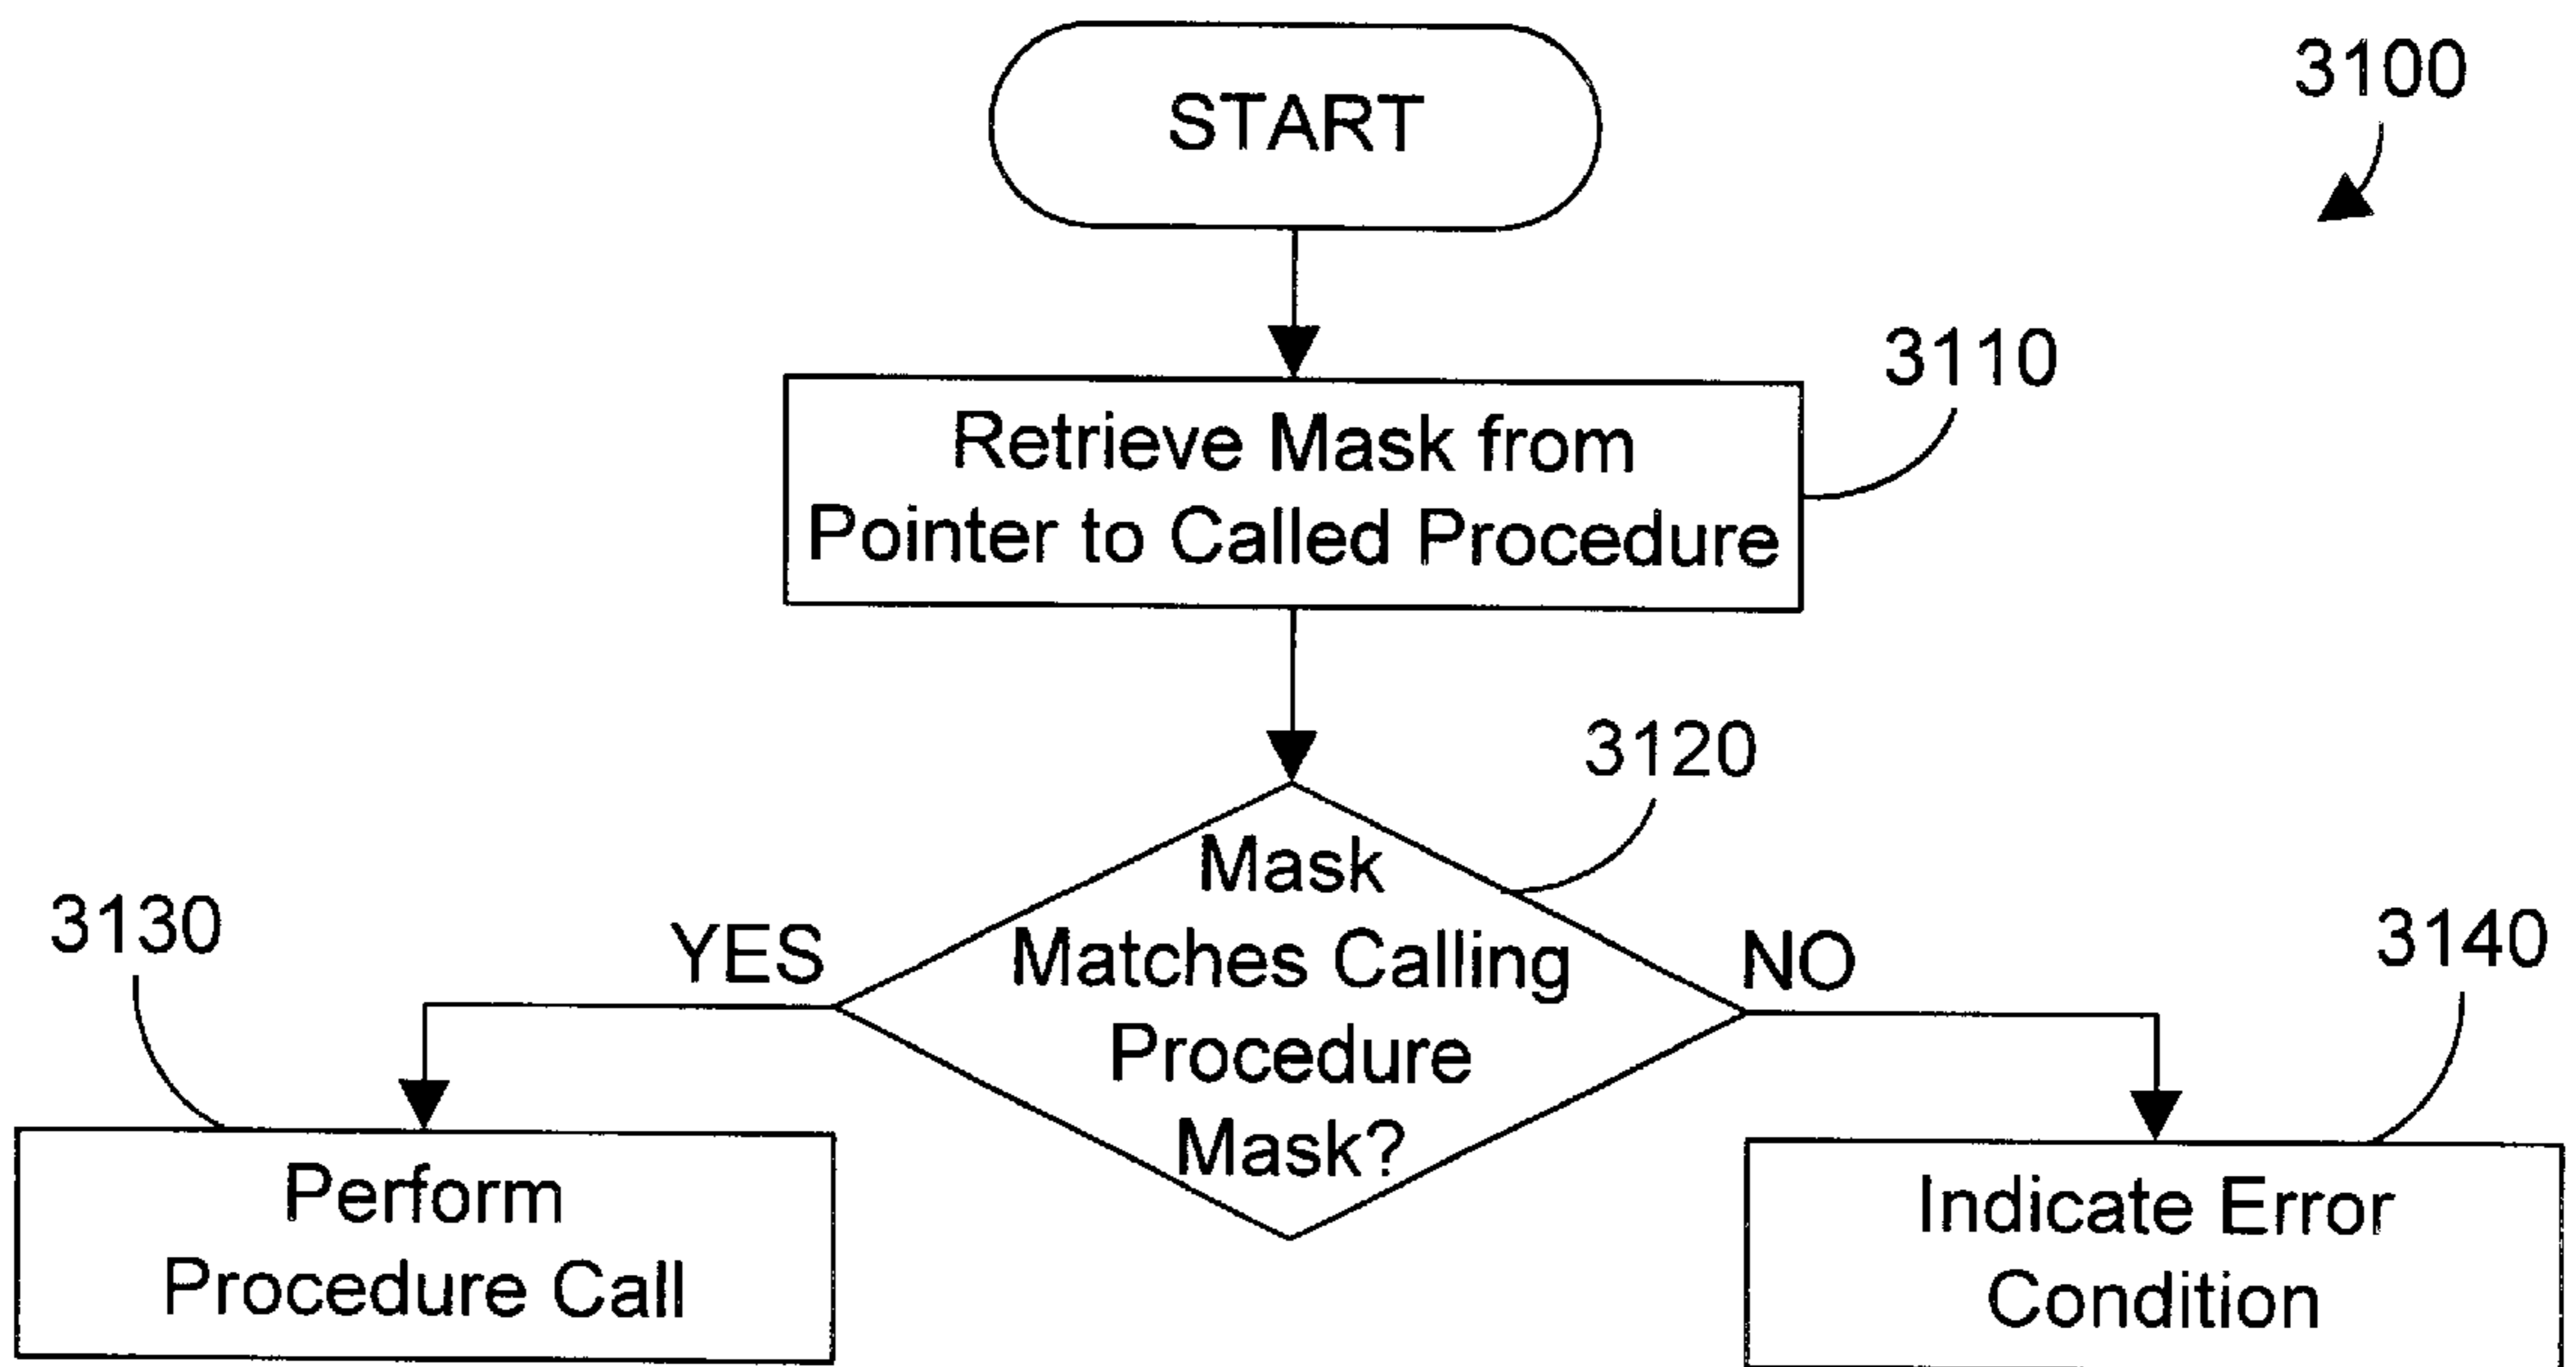 START
3100
3110
Retrieve Mask from
Pointer to Called Procedure
3120
Mask
Matches Calling
Procedure
Mask?
YES
NO
3130
3140
Perform
Procedure Call
Indicate Error
Condition